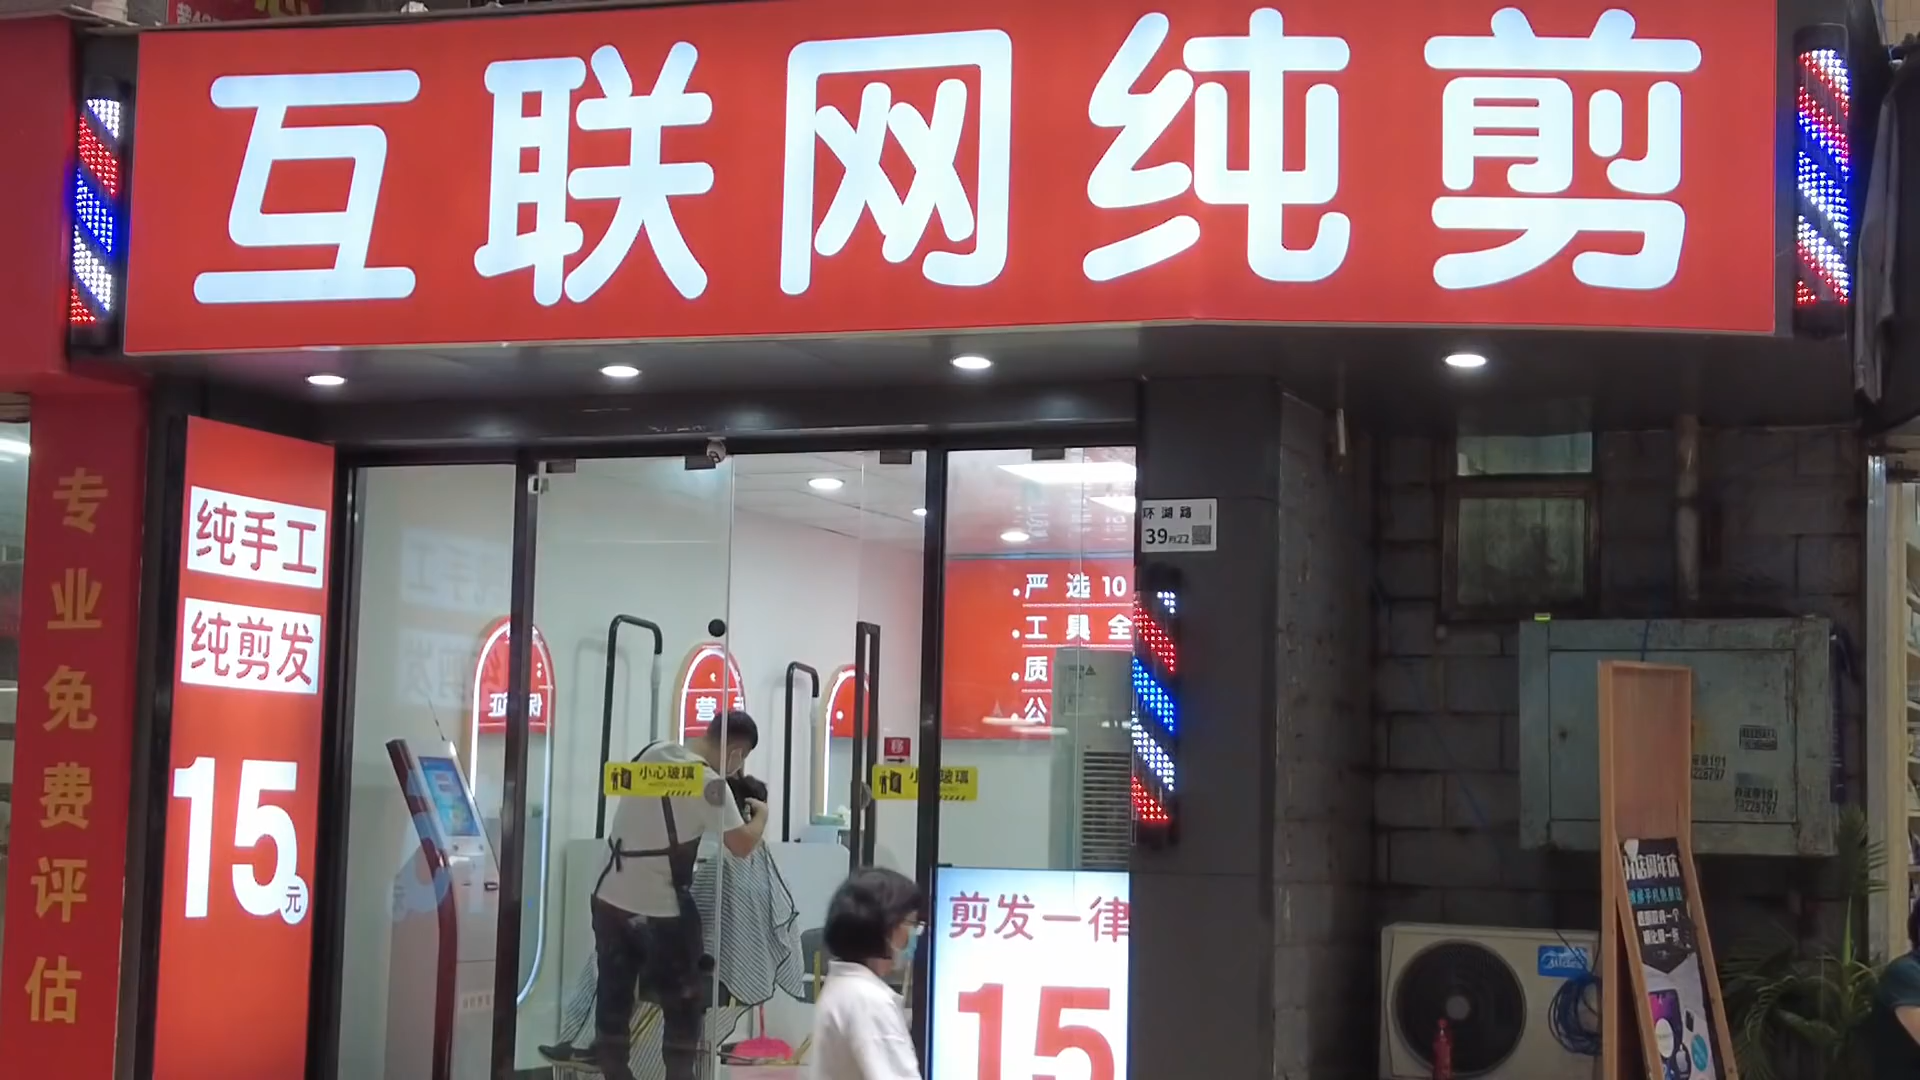 互联网纯剪
专业免费评估
纯手工
纯剪发
15元
环湖路
39
严选10
工具全
质
公
小心玻璃
移
玻璃
剪发一律
15
Midea